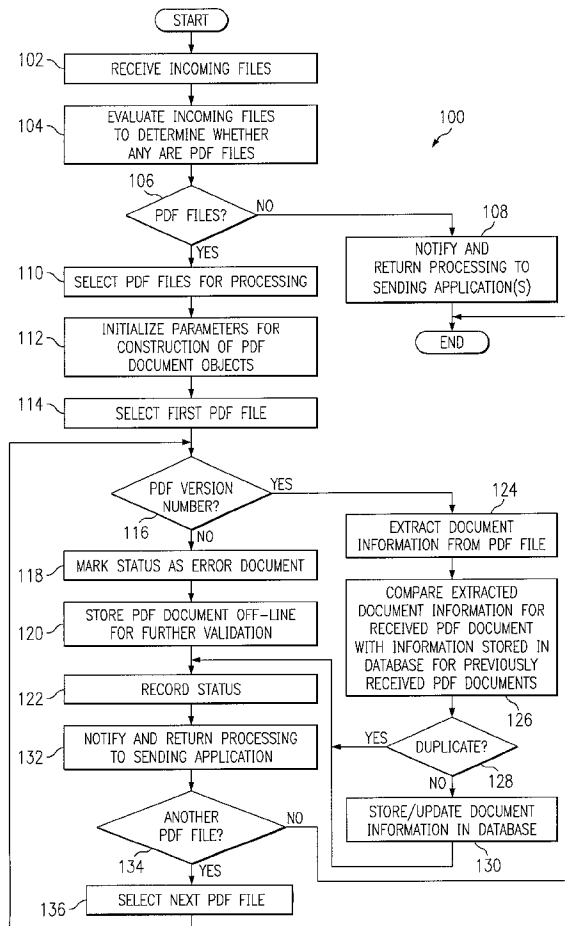 START
102
RECEIVE INCOMING FILES
104
EVALUATE INCOMING FILES
TO DETERMINE WHETHER
ANY ARE PDF FILES
100
106
PDF FILES?
NO
YES
108
NOTIFY AND
RETURN PROCESSING TO
SENDING APPLICATION(S)
END
110
SELECT PDF FILES FOR PROCESSING
112
INITIALIZE PARAMETERS FOR
CONSTRUCTION OF PDF
DOCUMENT OBJECTS
114
SELECT FIRST PDF FILE
PDF VERSION
NUMBER?
YES
116
NO
118
MARK STATUS AS ERROR DOCUMENT
120
STORE PDF DOCUMENT OFF-LINE
FOR FURTHER VALIDATION
122
RECORD STATUS
132
NOTIFY AND RETURN PROCESSING
TO SENDING APPLICATION
124
EXTRACT DOCUMENT
INFORMATION FROM PDF FILE
COMPARE EXTRACTED
DOCUMENT INFORMATION FOR
RECEIVED PDF DOCUMENT
WITH INFORMATION STORED IN
DATABASE FOR PREVIOUSLY
RECEIVED PDF DOCUMENTS
126
YES
DUPLICATE?
128
NO
STORE/UPDATE DOCUMENT
INFORMATION IN DATABASE
130
ANOTHER
PDF FILE?
NO
134
YES
136
SELECT NEXT PDF FILE